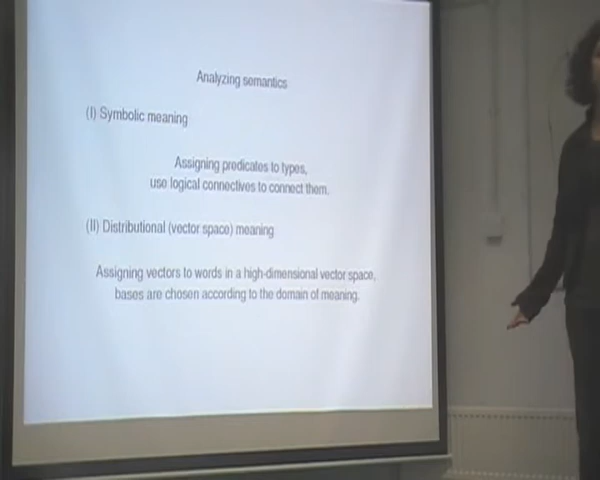 Analyzing semantics
(I) Symbolic meaning
Assigning predicates to types,
use logical connectives to connect them.
(II) Distributional (vector space) meaning
Assigning vectors to words in a high-dimensional vector space,
bases are chosen according to the domain of meaning.